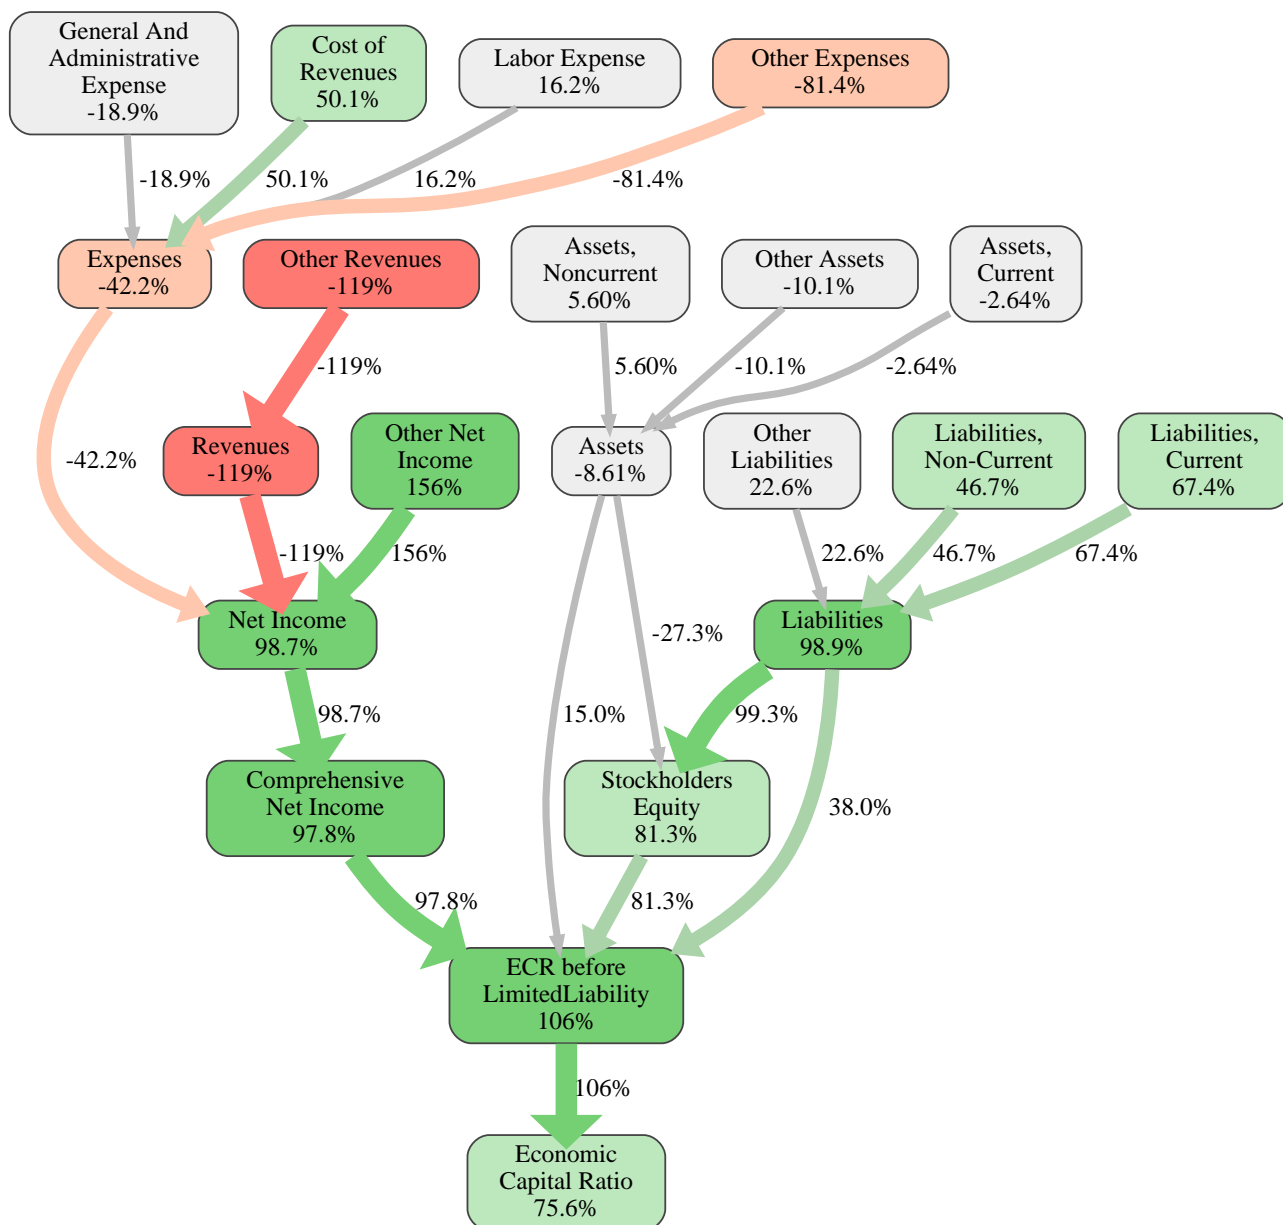 General And
Administrative
Expense
-18.9%
Cost of
Revenues
50.1%
Labor Expense
16.2%
Other Expenses
-81.4%
-18.9%
50.1%
16.2%
-81.4%
Expenses
-42.2%
Other Revenues
-119%
Assets,
Noncurrent
5.60%
Other Assets
-10.1%
Assets,
Current
-2.64%
-119%
5.60%
-10.1%
-2.64%
-42.2%
Revenues
-119%
Other Net
Income
156%
Assets
-8.61%
Other
Liabilities
22.6%
Liabilities,
Non-Current
46.7%
Liabilities,
Current
67.4%
-119%
156%
22.6%
46.7%
67.4%
Net Income
98.7%
-27.3%
Liabilities
98.9%
98.7%
15.0%
99.3%
Comprehensive
Net Income
97.8%
Stockholders
Equity
81.3%
38.0%
97.8%
81.3%
ECR before
LimitedLiability
106%
106%
Economic
Capital Ratio
75.6%